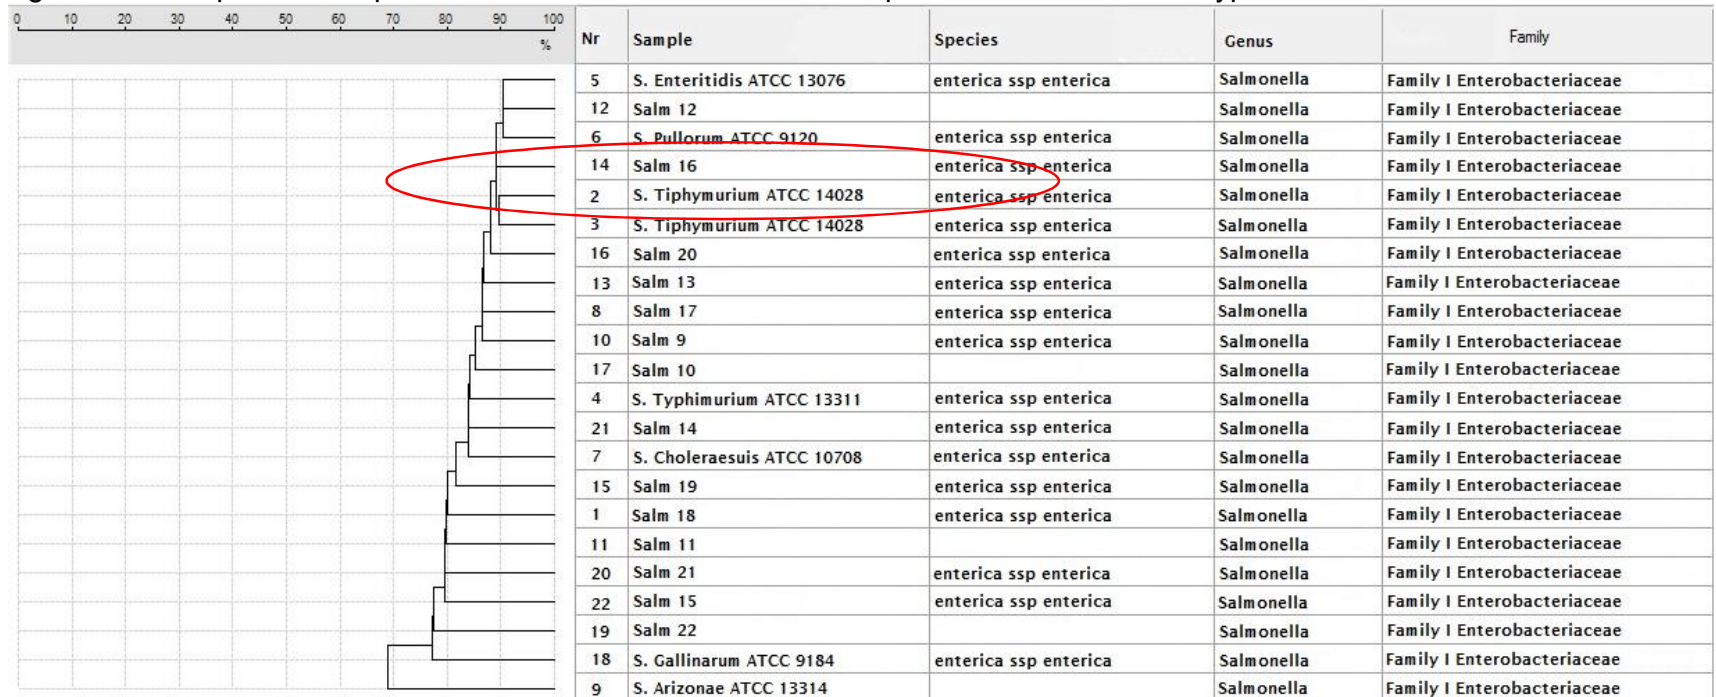 0 10 20 30 40 50 60 70 80 90 100
%
Nr Sample Species Genus Family
5 S. Enteritidis ATCC 13076 enterica ssp enterica Salmonella Family I Enterobacteriaceae
12 Salm 12 Salmonella Family I Enterobacteriaceae
6 S. Pullorum ATCC 9120 enterica ssp enterica Salmonella Family I Enterobacteriaceae
14 Salm 16 enterica ssp enterica Salmonella Family I Enterobacteriaceae
2 S. Tiphymurium ATCC 14028 enterica ssp enterica Salmonella Family I Enterobacteriaceae
3 S. Tiphymurium ATCC 14028 enterica ssp enterica Salmonella Family I Enterobacteriaceae
16 Salm 20 enterica ssp enterica Salmonella Family I Enterobacteriaceae
13 Salm 13 enterica ssp enterica Salmonella Family I Enterobacteriaceae
8 Salm 17 enterica ssp enterica Salmonella Family I Enterobacteriaceae
10 Salm 9 enterica ssp enterica Salmonella Family I Enterobacteriaceae
17 Salm 10 Salmonella Family I Enterobacteriaceae
4 S. Typhimurium ATCC 13311 enterica ssp enterica Salmonella Family I Enterobacteriaceae
21 Salm 14 enterica ssp enterica Salmonella Family I Enterobacteriaceae
7 S. Choleraesuis ATCC 10708 enterica ssp enterica Salmonella Family I Enterobacteriaceae
15 Salm 19 enterica ssp enterica Salmonella Family I Enterobacteriaceae
1 Salm 18 enterica ssp enterica Salmonella Family I Enterobacteriaceae
11 Salm 11 Salmonella Family I Enterobacteriaceae
20 Salm 21 enterica ssp enterica Salmonella Family I Enterobacteriaceae
22 Salm 15 enterica ssp enterica Salmonella Family I Enterobacteriaceae
19 Salm 22 Salmonella Family I Enterobacteriaceae
18 S. Gallinarum ATCC 9184 enterica ssp enterica Salmonella Family I Enterobacteriaceae
9 S. Arizonae ATCC 13314 Salmonella Family I Enterobacteriaceae